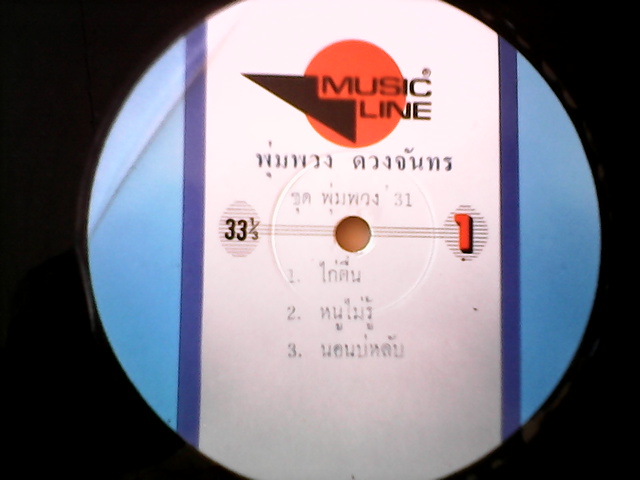 MUSIC®
LINE
พุ่มพวง ดวงจันทร
ชุด พุ่มพวง '31
33⅓
1
1. ไก่ตื่น
2. หนูไม่รู้
3. นอนบ่หลับ